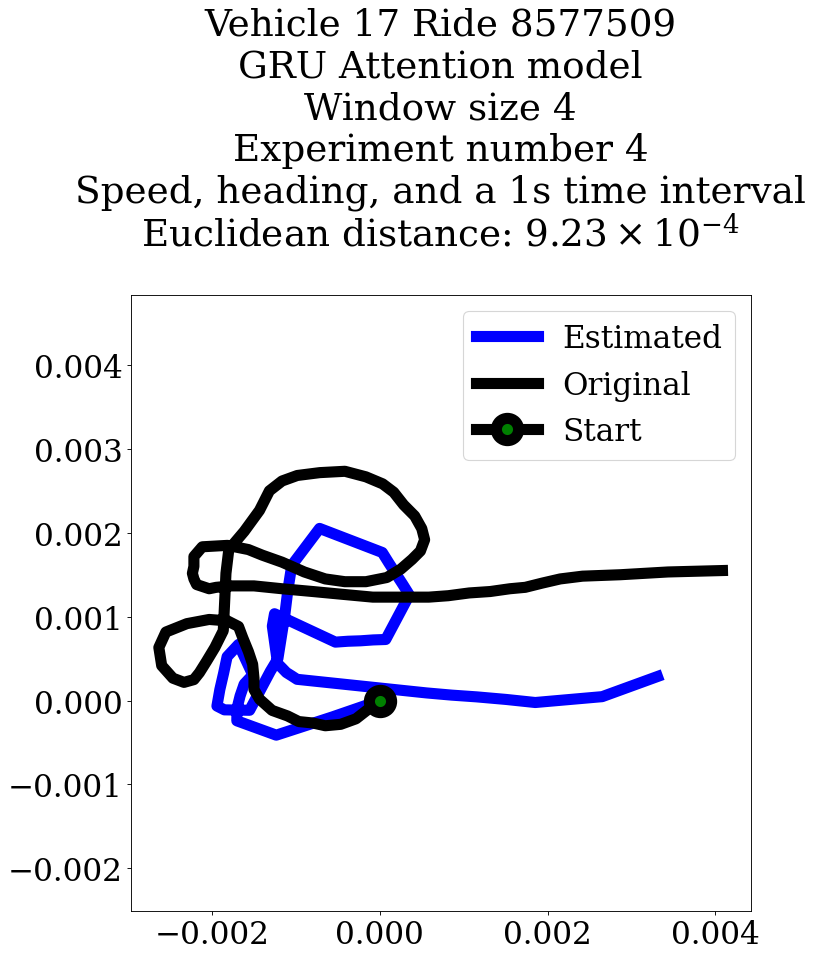 Vehicle 17 Ride 8577509
GRU Attention model
Window size 4
Experiment number 4
Speed, heading, and a 1s time interval
Euclidean distance: 9.23 × 10⁻⁴
Estimated
Original
Start
0.004
0.003
0.002
0.001
0.000
−0.001
−0.002
−0.002 0.000 0.002 0.004